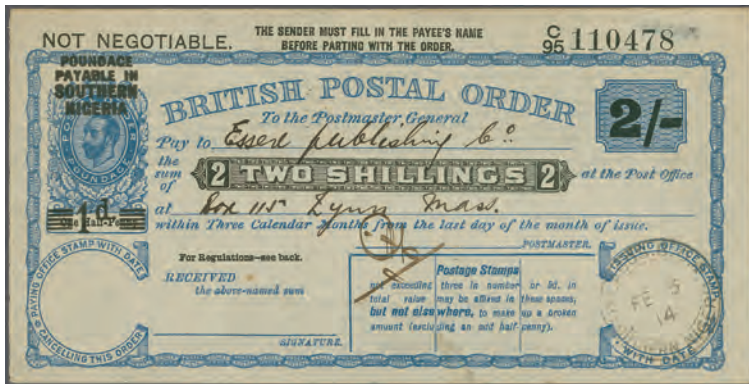 NOT NEGOTIABLE.
THE SENDER MUST FILL IN THE PAYEE'S NAME
BEFORE PARTING WITH THE ORDER.
C/95 110478
POUNDAGE
PAYABLE IN
SOUTHERN
NIGERIA
POUNDAGE
1d.
One Half-Penny
BRITISH POSTAL ORDER
2/-
To the Postmaster General
Pay to Essere publishing Co.
the sum of 2 TWO SHILLINGS 2 at the Post Office
at Box 115 Lynn Mass.
within Three Calendar Months from the last day of the month of issue.
POSTMASTER.
For Regulations—see back.
RECEIVED
the above-named sum
SIGNATURE.
Postage Stamps
not exceeding three in number or 5d. in
total value may be affixed in these spaces,
but not elsewhere, to make up a broken
amount (excluding an odd half-penny).
PAYING OFFICE STAMP WITH DATE
CANCELLING THIS ORDER
ISSUING OFFICE STAMP
WITH DATE
FE 5
14